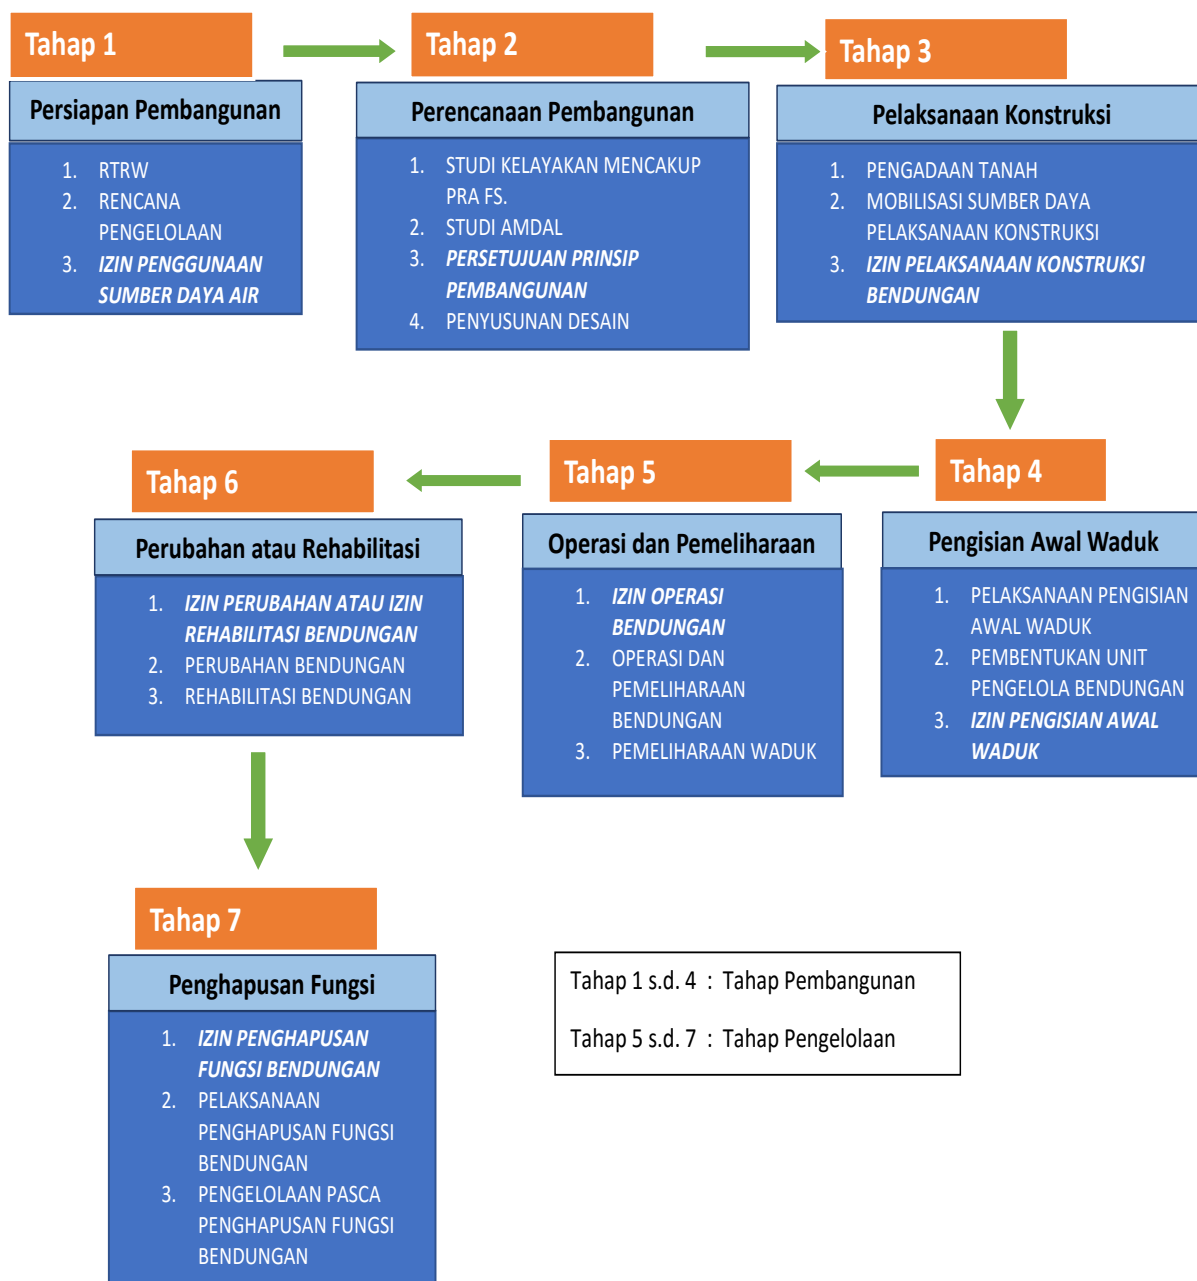 Tahap 1
Persiapan Pembangunan
1. RTRW
2. RENCANA
PENGELOLAAN
3. IZIN PENGGUNAAN
SUMBER DAYA AIR
Tahap 2
Perencanaan Pembangunan
1. STUDI KELAYAKAN MENCAKUP
PRA FS.
2. STUDI AMDAL
3. PERSETUJUAN PRINSIP
PEMBANGUNAN
4. PENYUSUNAN DESAIN
Tahap 3
Pelaksanaan Konstruksi
1. PENGADAAN TANAH
2. MOBILISASI SUMBER DAYA
PELAKSANAAN KONSTRUKSI
3. IZIN PELAKSANAAN KONSTRUKSI
BENDUNGAN
Tahap 4
Pengisian Awal Waduk
1. PELAKSANAAN PENGISIAN
AWAL WADUK
2. PEMBENTUKAN UNIT
PENGELOLA BENDUNGAN
3. IZIN PENGISIAN AWAL
WADUK
Tahap 5
Operasi dan Pemeliharaan
1. IZIN OPERASI
BENDUNGAN
2. OPERASI DAN
PEMELIHARAAN
BENDUNGAN
3. PEMELIHARAAN WADUK
Tahap 6
Perubahan atau Rehabilitasi
1. IZIN PERUBAHAN ATAU IZIN
REHABILITASI BENDUNGAN
2. PERUBAHAN BENDUNGAN
3. REHABILITASI BENDUNGAN
Tahap 7
Penghapusan Fungsi
1. IZIN PENGHAPUSAN
FUNGSI BENDUNGAN
2. PELAKSANAAN
PENGHAPUSAN FUNGSI
BENDUNGAN
3. PENGELOLAAN PASCA
PENGHAPUSAN FUNGSI
BENDUNGAN
Tahap 1 s.d. 4 : Tahap Pembangunan
Tahap 5 s.d. 7 : Tahap Pengelolaan